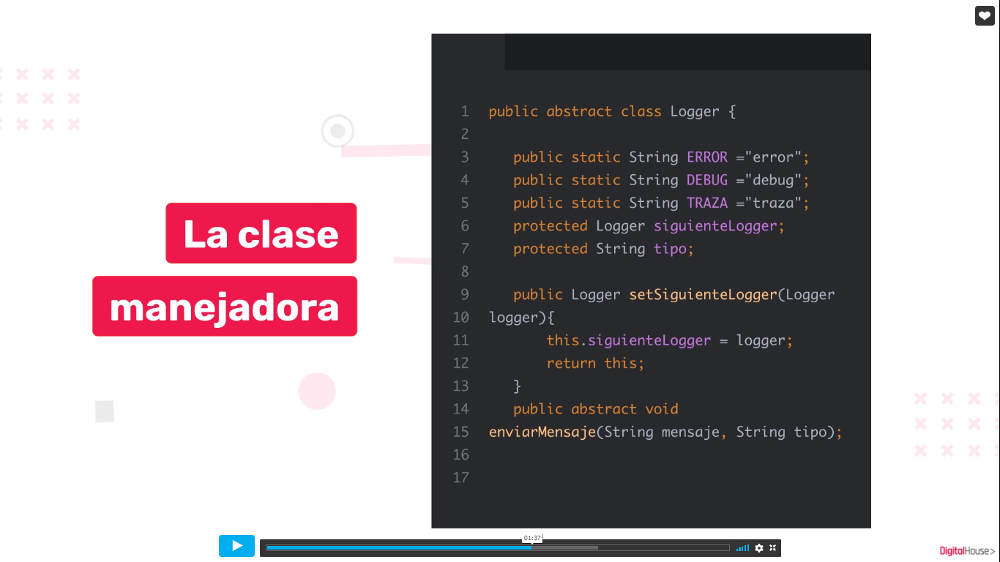 La clase
manejadora
1 public abstract class Logger {
2
3 public static String ERROR ="error";
4 public static String DEBUG ="debug";
5 public static String TRAZA ="traza";
6 protected Logger siguienteLogger;
7 protected String tipo;
8
9 public Logger setSiguienteLogger(Logger
10 logger){
11 this.siguienteLogger = logger;
12 return this;
13 }
14 public abstract void
15 enviarMensaje(String mensaje, String tipo);
16
17
01:37
DigitalHouse>